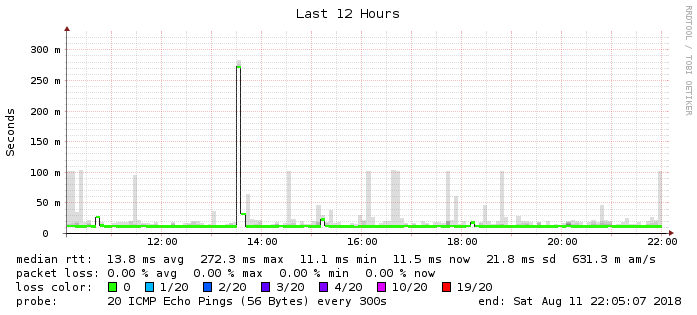 Last 12 Hours
RRDTOOL / TOBI OETIKER
Seconds
300 m
250 m
200 m
150 m
100 m
50 m
0
12:00 14:00 16:00 18:00 20:00 22:00
median rtt: 13.8 ms avg 272.3 ms max 11.1 ms min 11.5 ms now 21.8 ms sd 631.3 m am/s
packet loss: 0.00 % avg 0.00 % max 0.00 % min 0.00 % now
loss color: 0 1/20 2/20 3/20 4/20 10/20 19/20
probe: 20 ICMP Echo Pings (56 Bytes) every 300s end: Sat Aug 11 22:05:07 2018